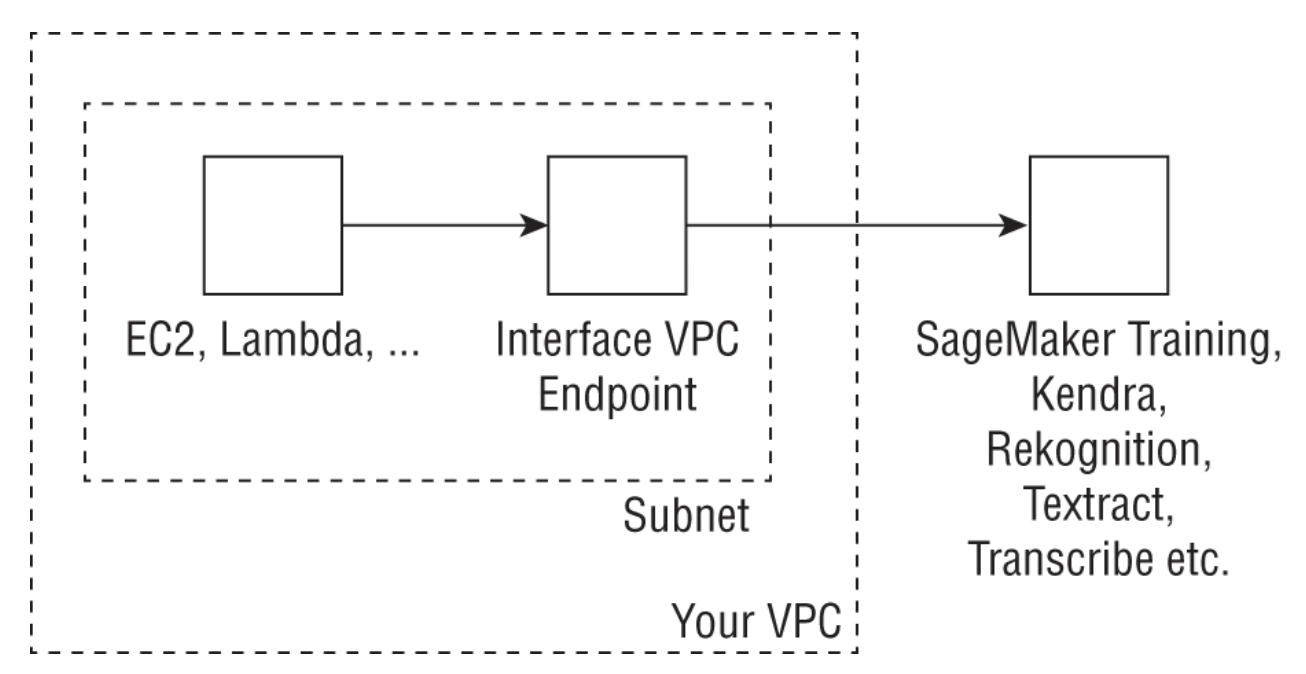 EC2, Lambda, ...
Interface VPC
Endpoint
SageMaker Training,
Kendra,
Rekognition,
Textract,
Transcribe etc.
Subnet
Your VPC